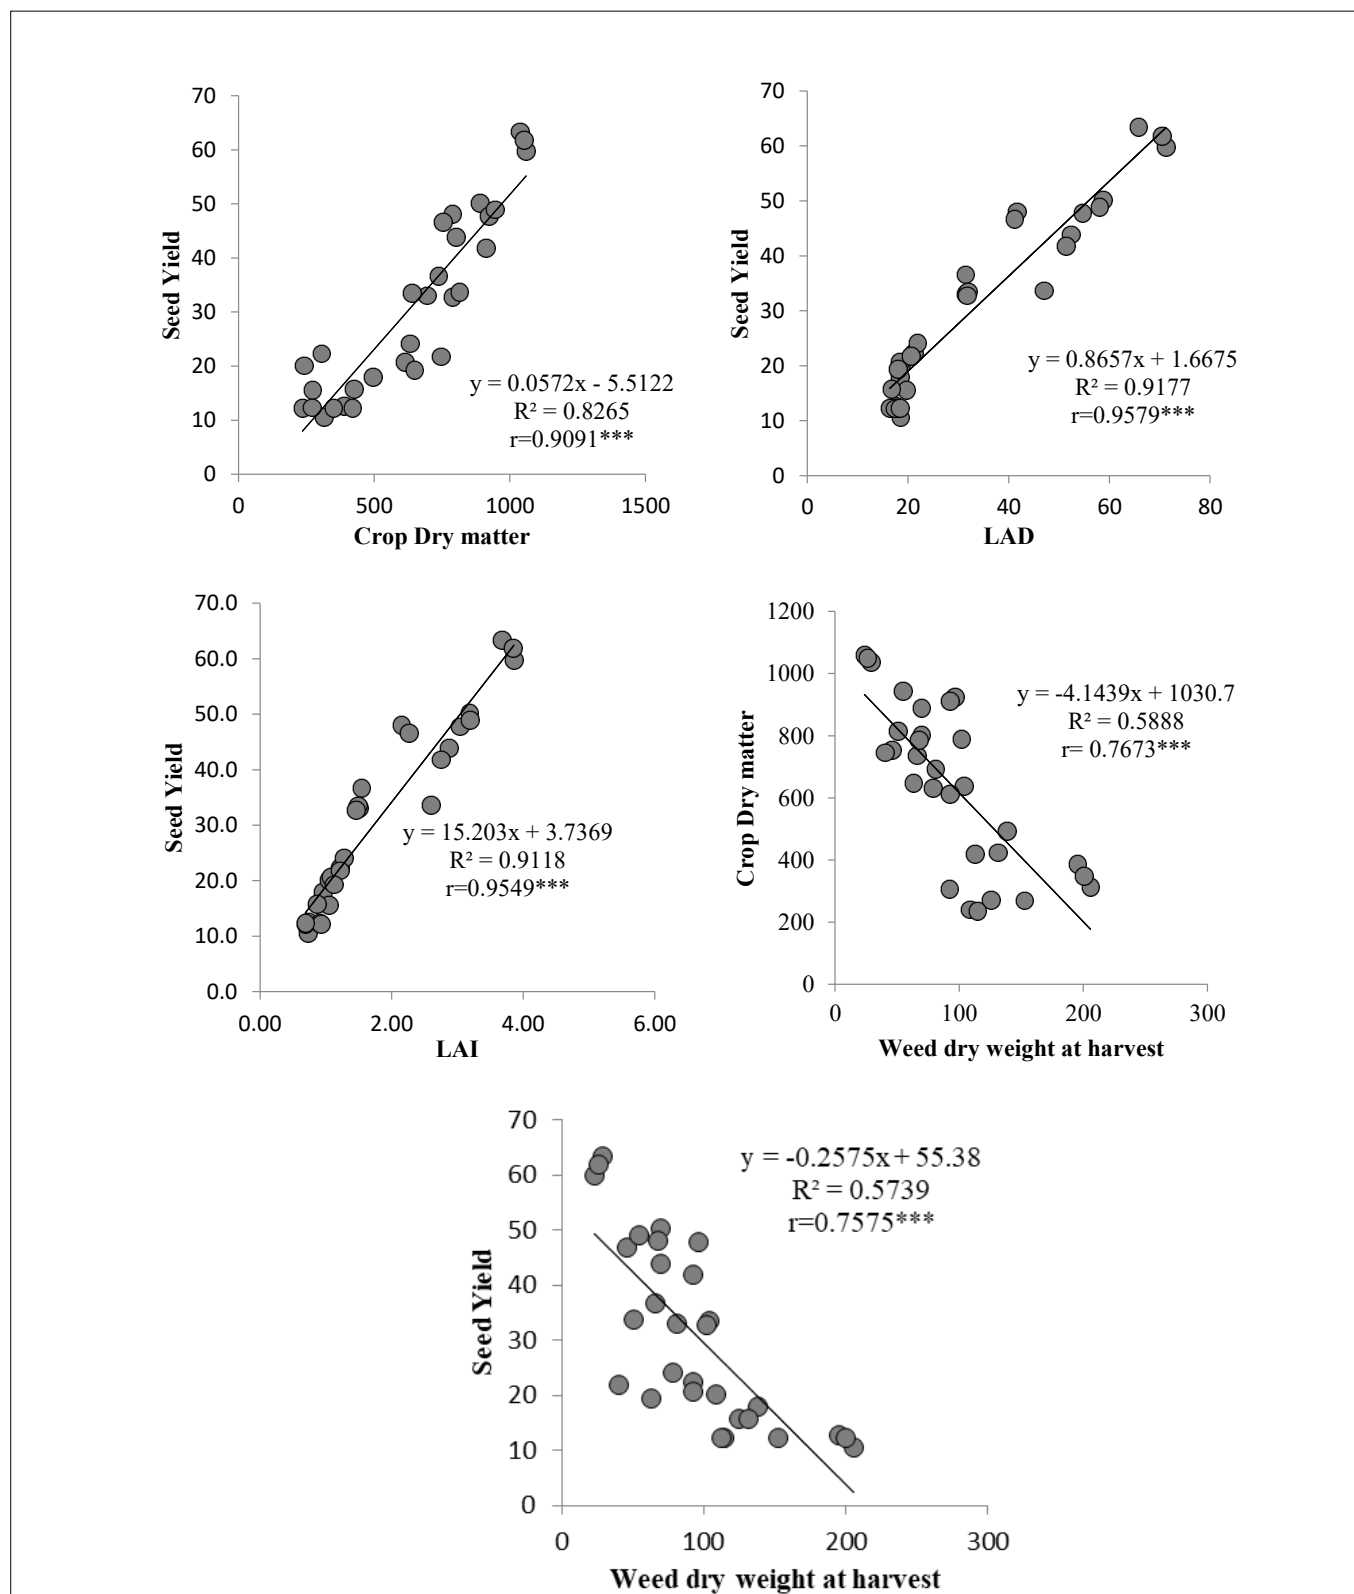 70
60
50
40
30
20
10
0
Seed Yield
y = 0.0572x - 5.5122
R² = 0.8265
r=0.9091***
0 500 1000 1500
Crop Dry matter
70
60
50
40
30
20
10
0
Seed Yield
y = 0.8657x + 1.6675
R² = 0.9177
r=0.9579***
0 20 40 60 80
LAD
70.0
60.0
50.0
40.0
30.0
20.0
10.0
0.0
Seed Yield
y = 15.203x + 3.7369
R² = 0.9118
r=0.9549***
0.00 2.00 4.00 6.00
LAI
1200
1000
800
600
400
200
0
Crop Dry matter
y = -4.1439x + 1030.7
R² = 0.5888
r= 0.7673***
0 100 200 300
Weed dry weight at harvest
70
60
50
40
30
20
10
0
Seed Yield
y = -0.2575x + 55.38
R² = 0.5739
r=0.7575***
0 100 200 300
Weed dry weight at harvest